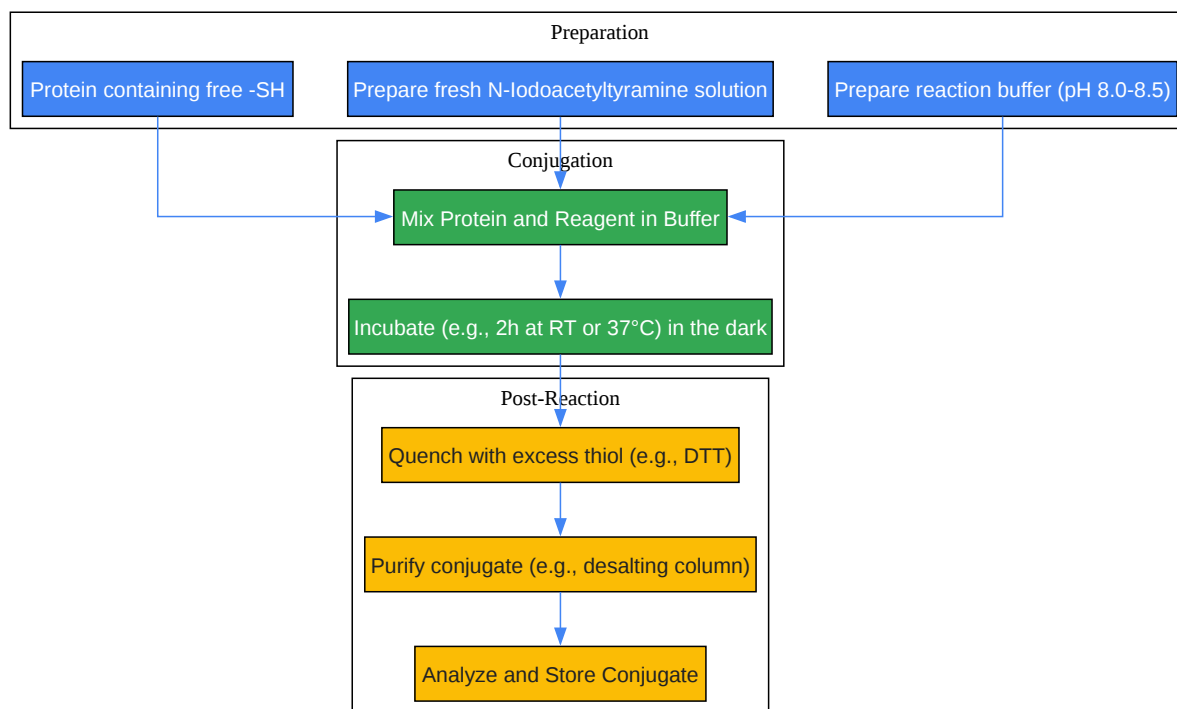 Preparation
Protein containing free -SH
Prepare fresh N-Iodoacetyltyramine solution
Prepare reaction buffer (pH 8.0-8.5)
Conjugation
Mix Protein and Reagent in Buffer
Incubate (e.g., 2h at RT or 37°C) in the dark
Post-Reaction
Quench with excess thiol (e.g., DTT)
Purify conjugate (e.g., desalting column)
Analyze and Store Conjugate